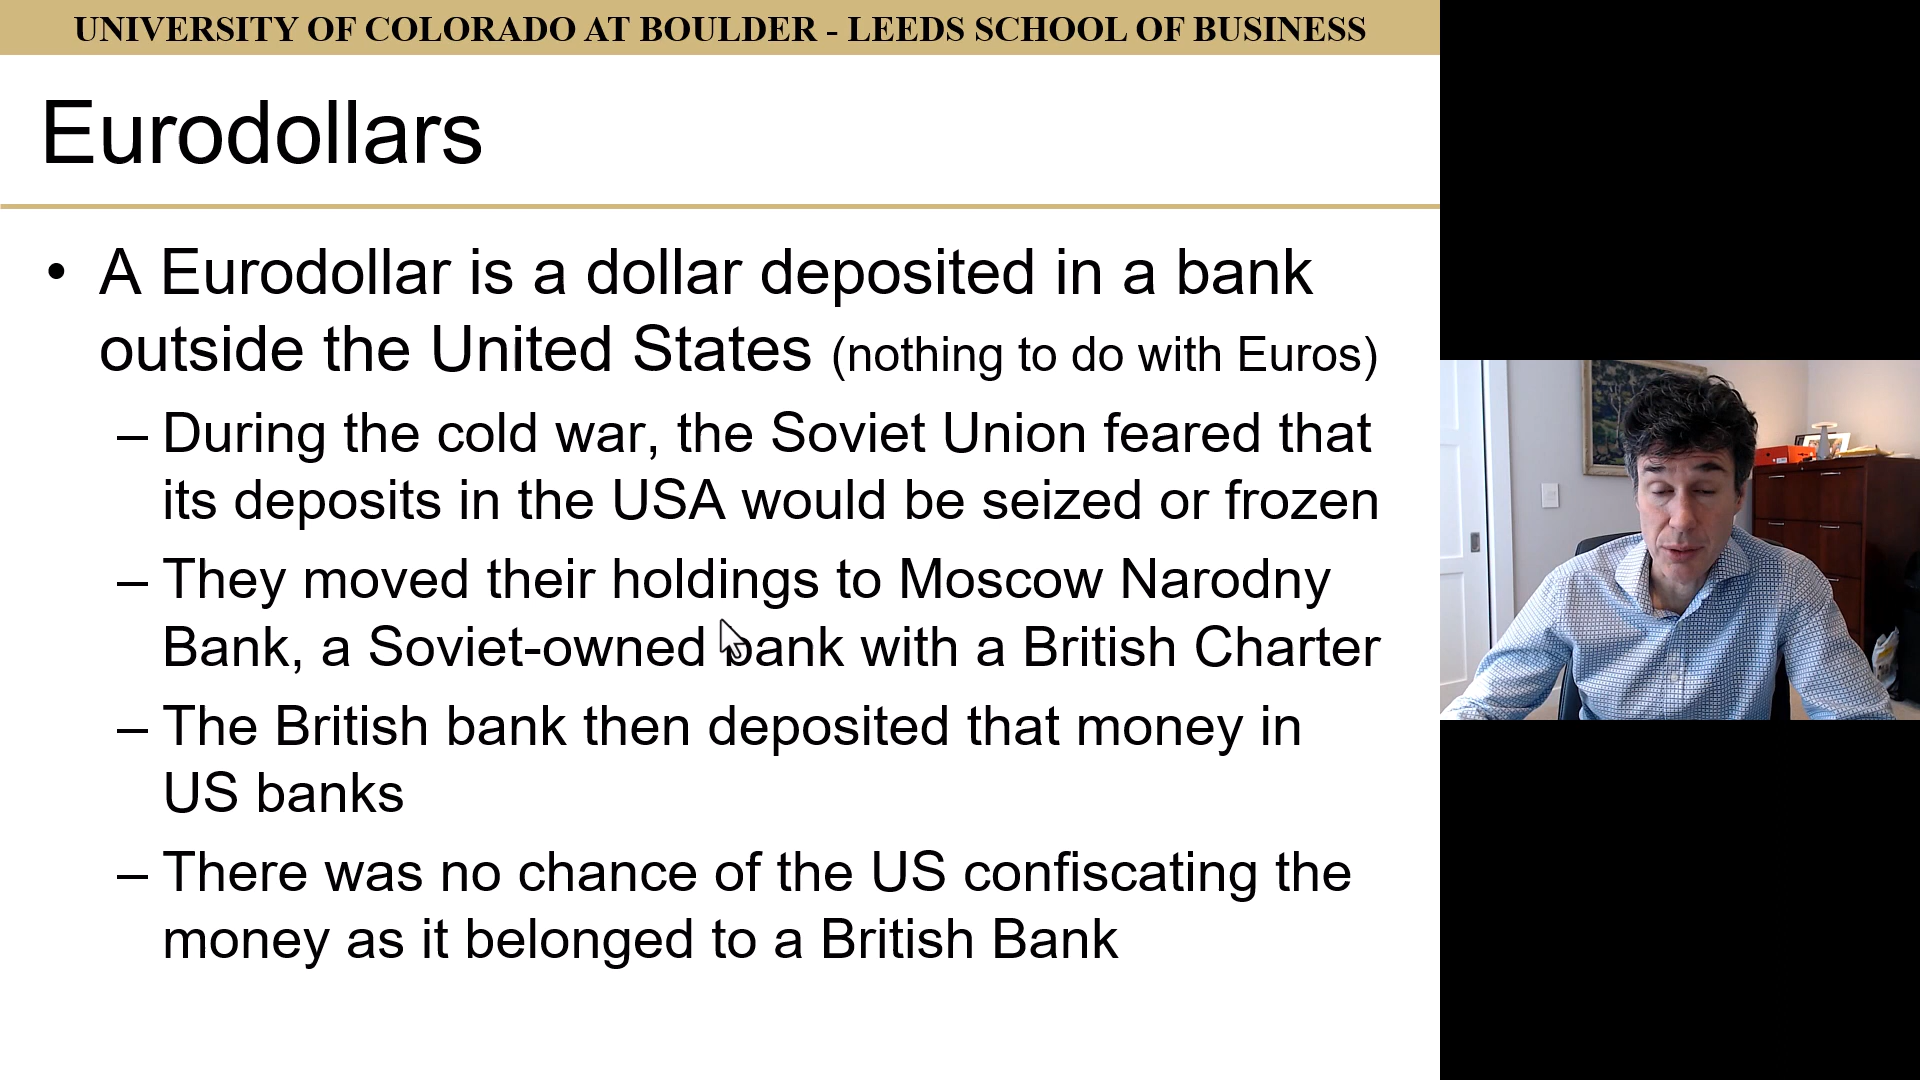 UNIVERSITY OF COLORADO AT BOULDER - LEEDS SCHOOL OF BUSINESS
Eurodollars
• A Eurodollar is a dollar deposited in a bank
outside the United States (nothing to do with Euros)
– During the cold war, the Soviet Union feared that
its deposits in the USA would be seized or frozen
– They moved their holdings to Moscow Narodny
Bank, a Soviet-owned bank with a British Charter
– The British bank then deposited that money in
US banks
– There was no chance of the US confiscating the
money as it belonged to a British Bank